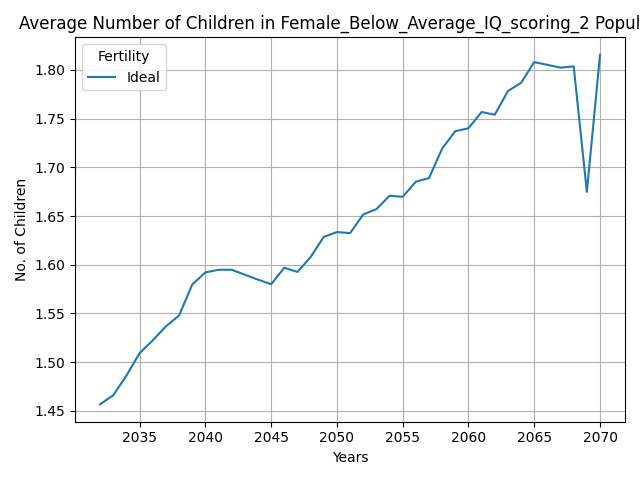 Average Number of Children in Female_Below_Average_IQ_scoring_2 Popul
Fertility
Ideal
No. of Children
1.80
1.75
1.70
1.65
1.60
1.55
1.50
1.45
2035 2040 2045 2050 2055 2060 2065 2070
Years